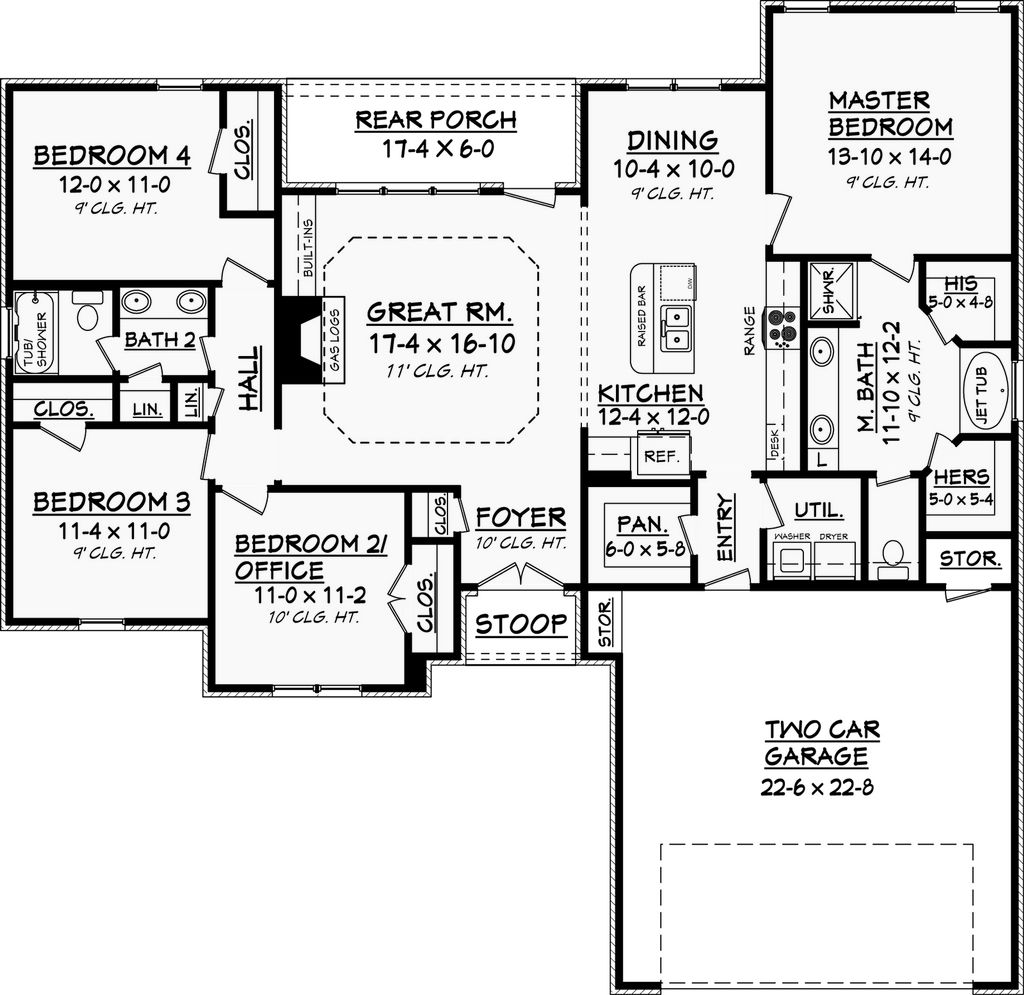 MASTER
BEDROOM
13-10 x 14-0
9' CLG. HT.
REAR PORCH
17-4 X 6-0
DINING
10-4 x 10-0
9' CLG. HT.
BEDROOM 4
12-0 x 11-0
9' CLG. HT.
CLOS.
BUILT-INS
GREAT RM.
17-4 x 16-10
11' CLG. HT.
GAS LOGS
RAISED BAR
DW
RANGE
KITCHEN
12-4 x 12-0
REF.
DESK
SHWR.
HIS
5-0 x 4-8
M. BATH
11-10 x 12-2
9' CLG. HT.
JET TUB
L
HERS
5-0 x 5-4
TUB/
SHOWER
BATH 2
HALL
CLOS.
LIN.
LIN.
BEDROOM 3
11-4 x 11-0
9' CLG. HT.
BEDROOM 2/
OFFICE
11-0 x 11-2
10' CLG. HT.
CLOS.
CLOS.
FOYER
10' CLG. HT.
STOOP
PAN.
6-0 x 5-8
ENTRY
UTIL.
WASHER
DRYER
STOR.
STOR.
TWO CAR
GARAGE
22-6 x 22-8